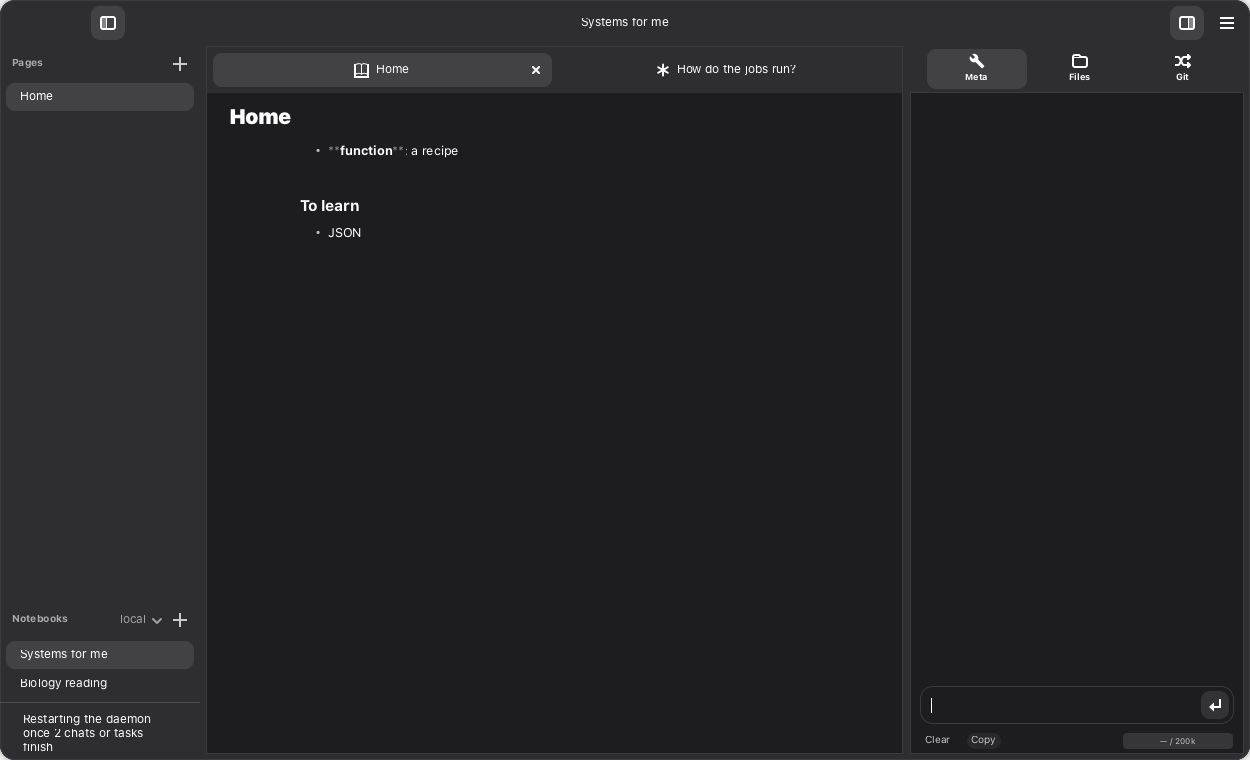 Systems for me
Pages
Home
Home
How do the jobs run?
Meta
Files
Git
Home
• **function**: a recipe
To learn
• JSON
Notebooks
local
Systems for me
Biology reading
Restarting the daemon
once 2 chats or tasks
finish
Clear
Copy
— / 200k